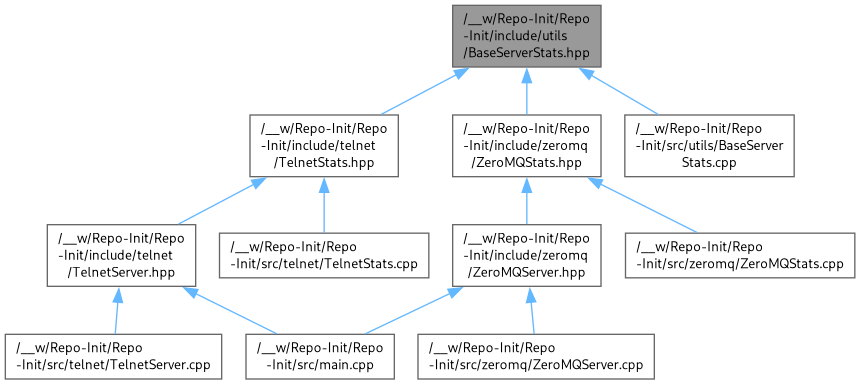 /__w/Repo-Init/Repo
-Init/include/utils
/BaseServerStats.hpp
/__w/Repo-Init/Repo
-Init/include/telnet
/TelnetStats.hpp
/__w/Repo-Init/Repo
-Init/include/zeromq
/ZeroMQStats.hpp
/__w/Repo-Init/Repo
-Init/src/utils/BaseServer
Stats.cpp
/__w/Repo-Init/Repo
-Init/include/telnet
/TelnetServer.hpp
/__w/Repo-Init/Repo
-Init/src/telnet/TelnetStats.cpp
/__w/Repo-Init/Repo
-Init/include/zeromq
/ZeroMQServer.hpp
/__w/Repo-Init/Repo
-Init/src/zeromq/ZeroMQStats.cpp
/__w/Repo-Init/Repo
-Init/src/telnet/TelnetServer.cpp
/__w/Repo-Init/Repo
-Init/src/main.cpp
/__w/Repo-Init/Repo
-Init/src/zeromq/ZeroMQServer.cpp